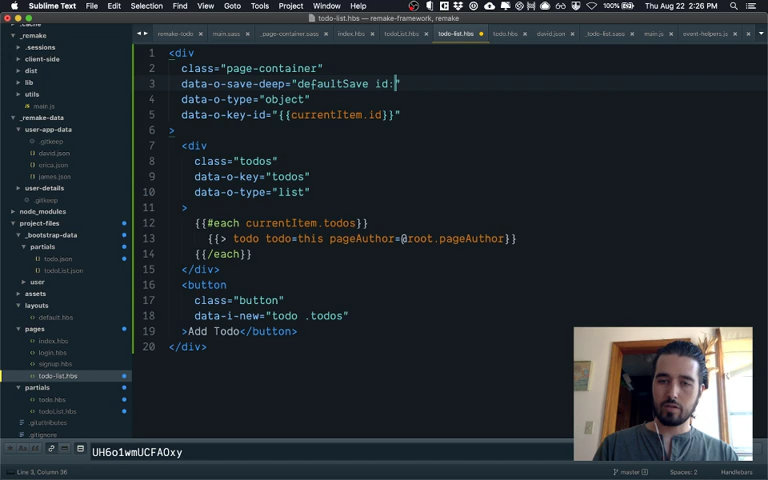 Sublime Text File Edit Selection Find View Goto Tools Project Window Help 100% Thu Aug 22 2:26 PM
todo-list.hbs — remake-framework, remake
remake-todo main.sass _page-container.sass index.hbs todoList.hbs todo-list.hbs todo.hbs david.json _todo-list.sass main.js event-helpers.js
.cache
_remake
.sessions
client-side
dist
lib
utils
main.js
_remake-data
user-app-data
.gitkeep
david.json
erica.json
james.json
user-details
.gitkeep
node_modules
project-files
_bootstrap-data
partials
todo.json
todoList.json
user
assets
layouts
default.hbs
pages
index.hbs
login.hbs
signup.hbs
todo-list.hbs
partials
todo.hbs
todoList.hbs
.gitattributes
.gitignore
1 <div
2 class="page-container"
3 data-o-save-deep="defaultSave id:"
4 data-o-type="object"
5 data-o-key-id="{{currentItem.id}}"
6 >
7 <div
8 class="todos"
9 data-o-key="todos"
10 data-o-type="list"
11 >
12 {{#each currentItem.todos}}
13 {{> todo todo=this pageAuthor=@root.pageAuthor}}
14 {{/each}}
15 </div>
16 <button
17 class="button"
18 data-i-new="todo .todos"
19 >Add Todo</button>
20 </div>
Aa
UH6o1wmUCFAOxy
Line 3, Column 36 master Spaces: 2 Handlebars